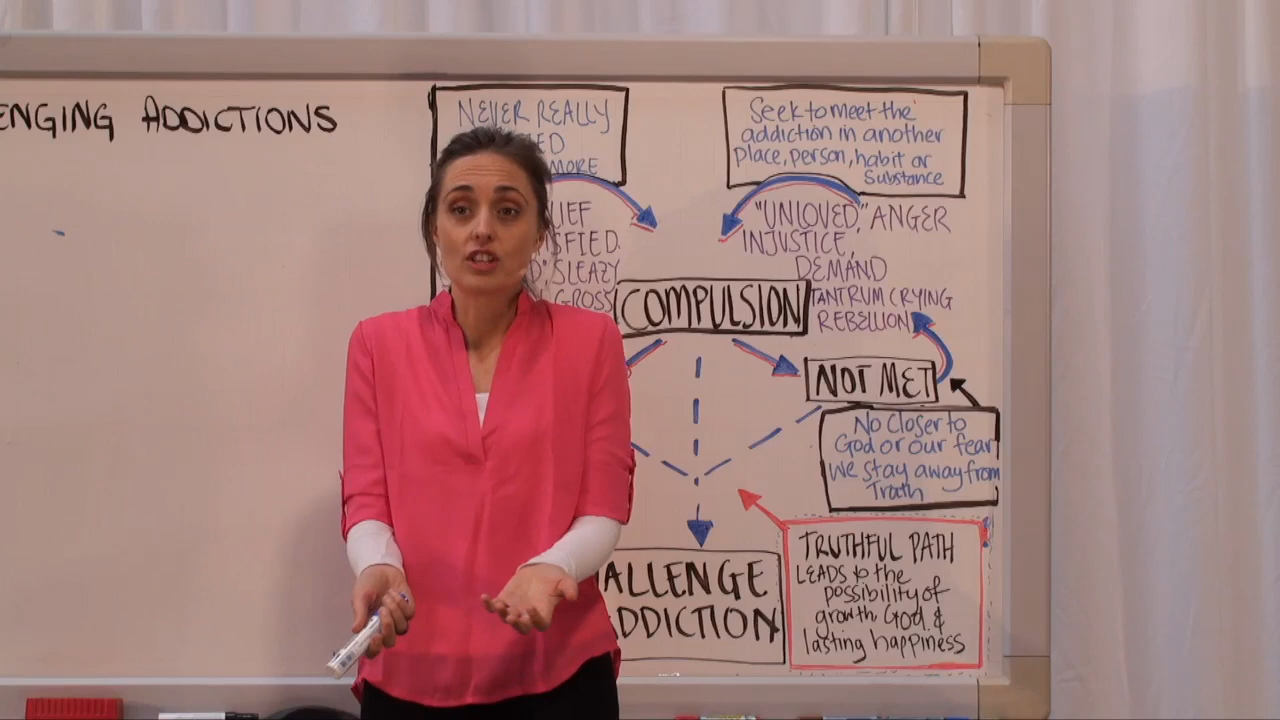 ENGING ADDICTIONS
NEVER REALLY
MORE
Seek to meet the
addiction in another
place, person, habit or
Substance
SLEAZY
GROSS
"UNLOVED," ANGER
INJUSTICE,
DEMAND
TANTRUM CRYING
REBELLION
COMPULSION
NOT MET
No Closer to
God or our fear
we stay away from
Truth
ALLENGE
DDICTION
TRUTHFUL PATH
LEADS to the
possibility of
growth, God, &
lasting happiness